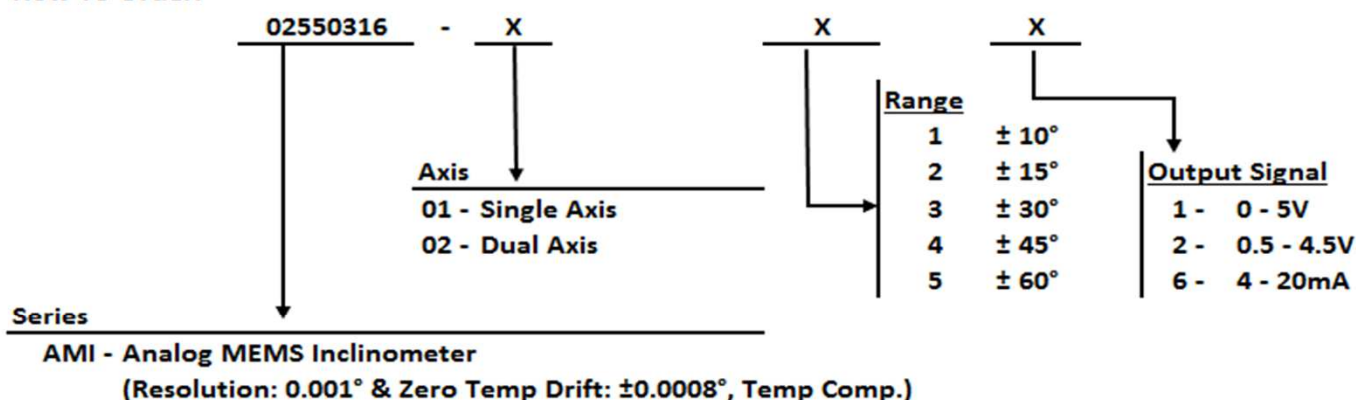 02550316 - X X X
Range
1 ± 10°
2 ± 15°
3 ± 30°
4 ± 45°
5 ± 60°
Axis
01 - Single Axis
02 - Dual Axis
Output Signal
1 - 0 - 5V
2 - 0.5 - 4.5V
6 - 4 - 20mA
Series
AMI - Analog MEMS Inclinometer
(Resolution: 0.001° & Zero Temp Drift: ±0.0008°, Temp Comp.)